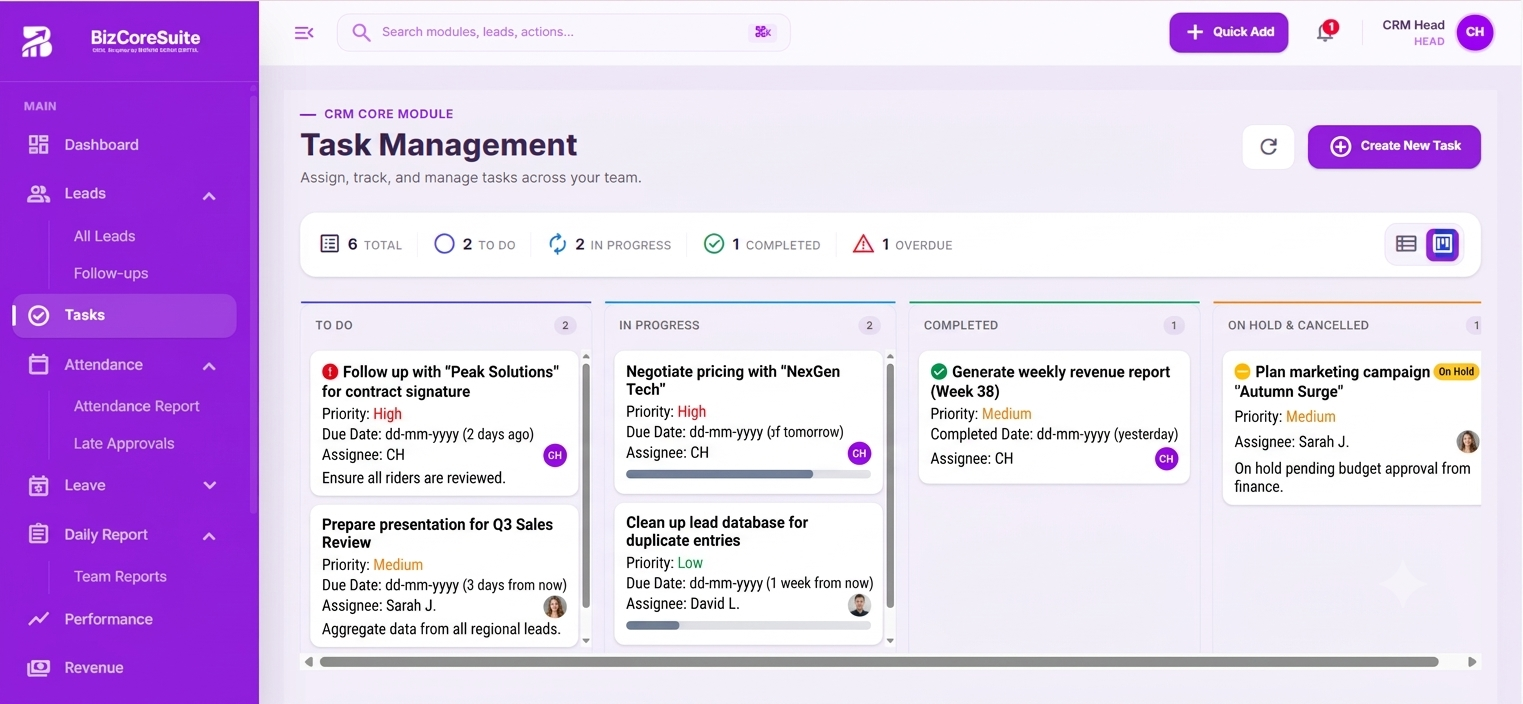 BizCoreSuite
MAIN
Dashboard
Leads
All Leads
Follow-ups
Tasks
Attendance
Attendance Report
Late Approvals
Leave
Daily Report
Team Reports
Performance
Revenue
Search modules, leads, actions...
Quick Add
1
CRM Head
HEAD
CH
CRM CORE MODULE
Task Management
Assign, track, and manage tasks across your team.
Create New Task
6 TOTAL
2 TO DO
2 IN PROGRESS
1 COMPLETED
1 OVERDUE
TO DO 2
Follow up with "Peak Solutions"
for contract signature
Priority: High
Due Date: dd-mm-yyyy (2 days ago)
Assignee: CH
CH
Ensure all riders are reviewed.
Prepare presentation for Q3 Sales
Review
Priority: Medium
Due Date: dd-mm-yyyy (3 days from now)
Assignee: Sarah J.
Aggregate data from all regional leads.
IN PROGRESS 2
Negotiate pricing with "NexGen
Tech"
Priority: High
Due Date: dd-mm-yyyy (ɜf tomorrow)
Assignee: CH
CH
Clean up lead database for
duplicate entries
Priority: Low
Due Date: dd-mm-yyyy (1 week from now)
Assignee: David L.
COMPLETED 1
Generate weekly revenue report
(Week 38)
Priority: Medium
Completed Date: dd-mm-yyyy (yesterday)
Assignee: CH
CH
ON HOLD & CANCELLED 1
Plan marketing campaign On Hold
"Autumn Surge"
Priority: Medium
Assignee: Sarah J.
On hold pending budget approval from
finance.